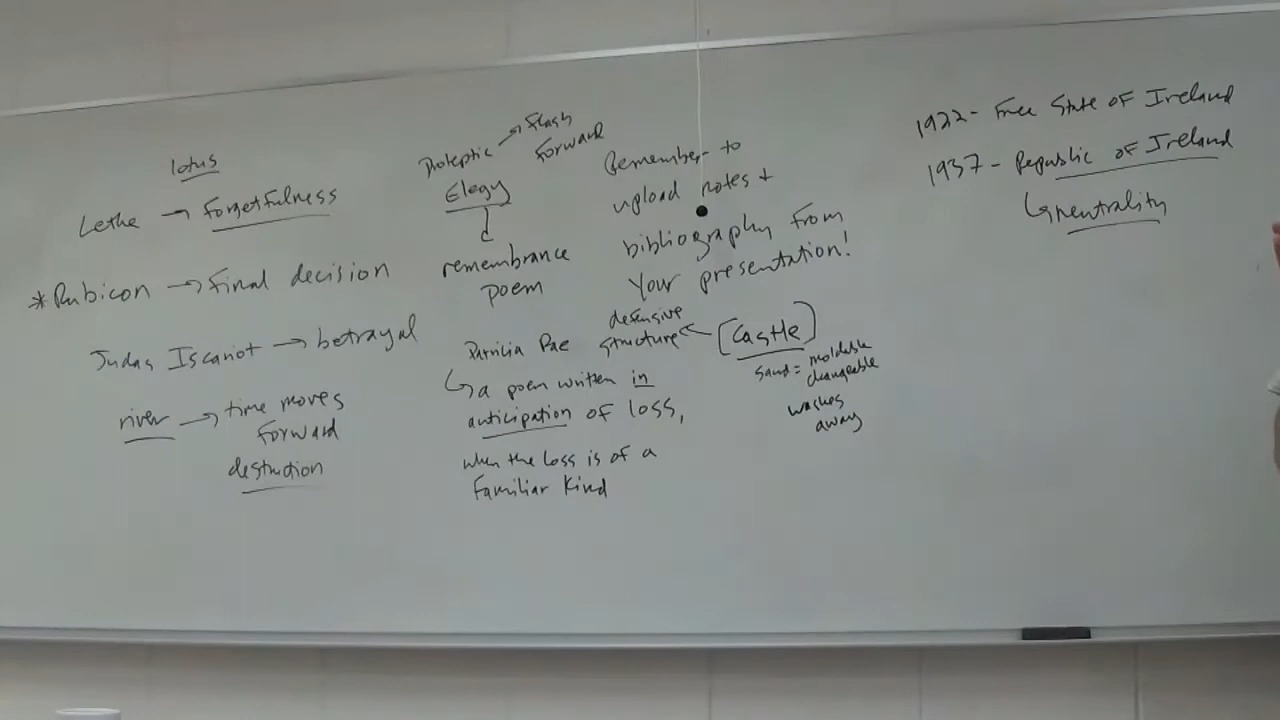 lotus
Lethe → forgetfulness
*Rubicon → final decision
Judas Iscariot → betrayal
river → time moves
forward
destruction
Proleptic → flash
forward
Elegy
remembrance
poem
Patricia Rae
↳ a poem written in
anticipation of loss,
when the loss is of a
familiar kind
Remember to
upload notes +
bibliography from
your presentation!
defensive
structure ← [Castle]
sand = moldable
changeable
washes
away
1922 - Free State of Ireland
1937 - Republic of Ireland
↳ neutrality